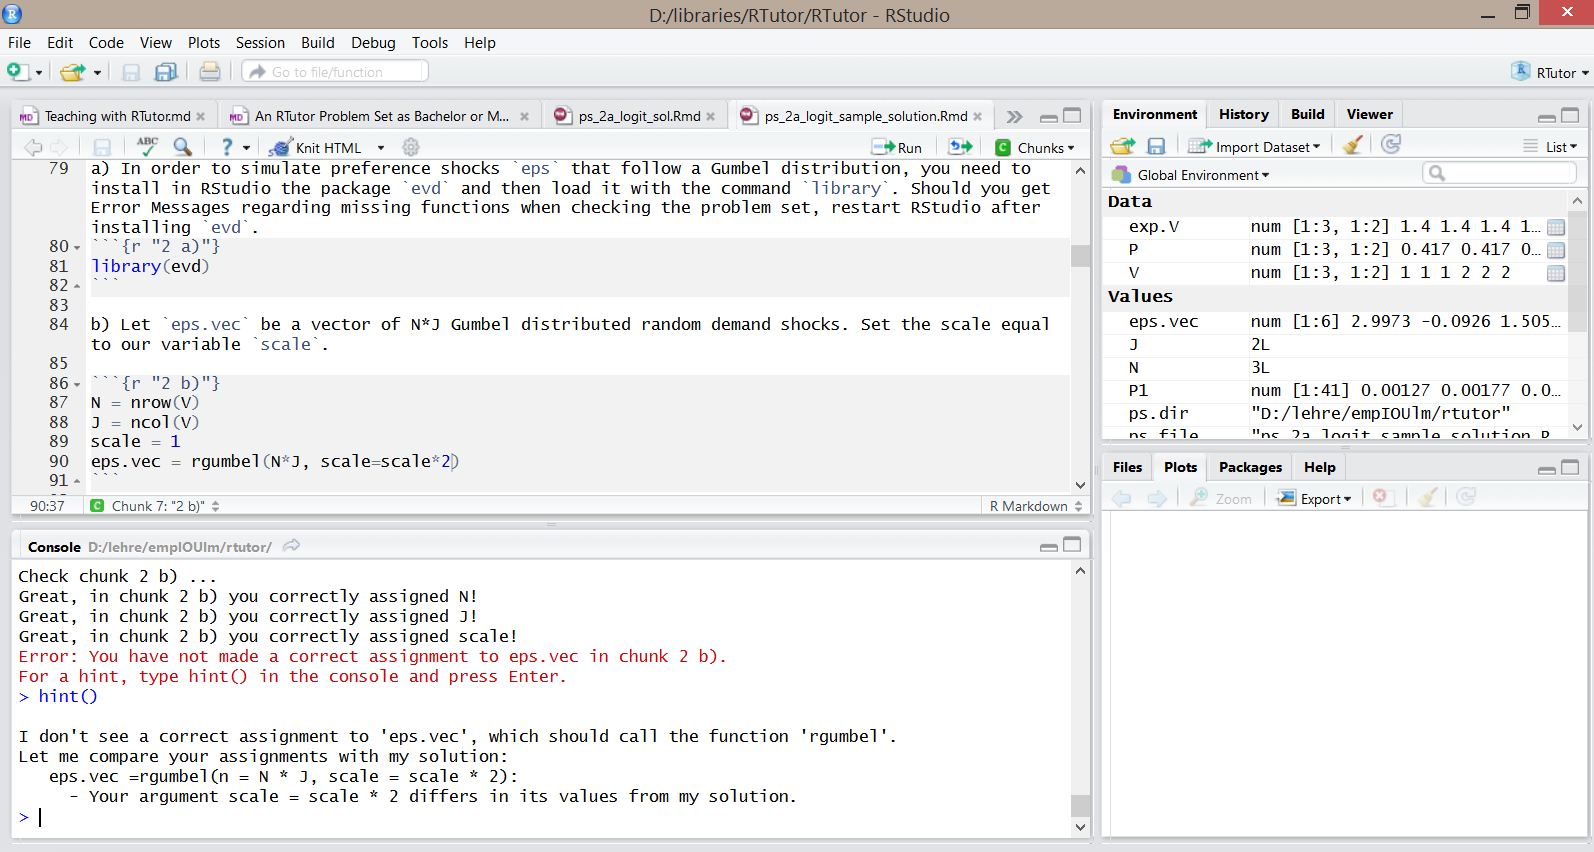 D:/libraries/RTutor/RTutor - RStudio
File Edit Code View Plots Session Build Debug Tools Help
Go to file/function
RTutor
Teaching with RTutor.md
An RTutor Problem Set as Bachelor or M...
ps_2a_logit_sol.Rmd
ps_2a_logit_sample_solution.Rmd
ABC
Knit HTML
Run
Chunks
79 a) In order to simulate preference shocks `eps` that follow a Gumbel distribution, you need to
install in RStudio the package `evd` and then load it with the command `library`. Should you get
Error Messages regarding missing functions when checking the problem set, restart RStudio after
installing `evd`.
80 ```{r "2 a)"}
81 library(evd)
82 ```
83
84 b) Let `eps.vec` be a vector of N*J Gumbel distributed random demand shocks. Set the scale equal
to our variable `scale`.
85
86 ```{r "2 b)"}
87 N = nrow(V)
88 J = ncol(V)
89 scale = 1
90 eps.vec = rgumbel(N*J, scale=scale*2)
91 ```
90:37 C Chunk 7: "2 b)" R Markdown
Console D:/lehre/empIOUlm/rtutor/
Check chunk 2 b) ...
Great, in chunk 2 b) you correctly assigned N!
Great, in chunk 2 b) you correctly assigned J!
Great, in chunk 2 b) you correctly assigned scale!
Error: You have not made a correct assignment to eps.vec in chunk 2 b).
For a hint, type hint() in the console and press Enter.
> hint()
I don't see a correct assignment to 'eps.vec', which should call the function 'rgumbel'.
Let me compare your assignments with my solution:
eps.vec =rgumbel(n = N * J, scale = scale * 2):
- Your argument scale = scale * 2 differs in its values from my solution.
>
Environment History Build Viewer
Import Dataset List
Global Environment
Data
exp.V num [1:3, 1:2] 1.4 1.4 1.4 1...
P num [1:3, 1:2] 0.417 0.417 0...
V num [1:3, 1:2] 1 1 1 2 2 2
Values
eps.vec num [1:6] 2.9973 -0.0926 1.505...
J 2L
N 3L
P1 num [1:41] 0.00127 0.00177 0.0...
ps.dir "D:/lehre/empIOUlm/rtutor"
ps.file "ps_2a_logit_sample_solution.R
Files Plots Packages Help
Zoom Export